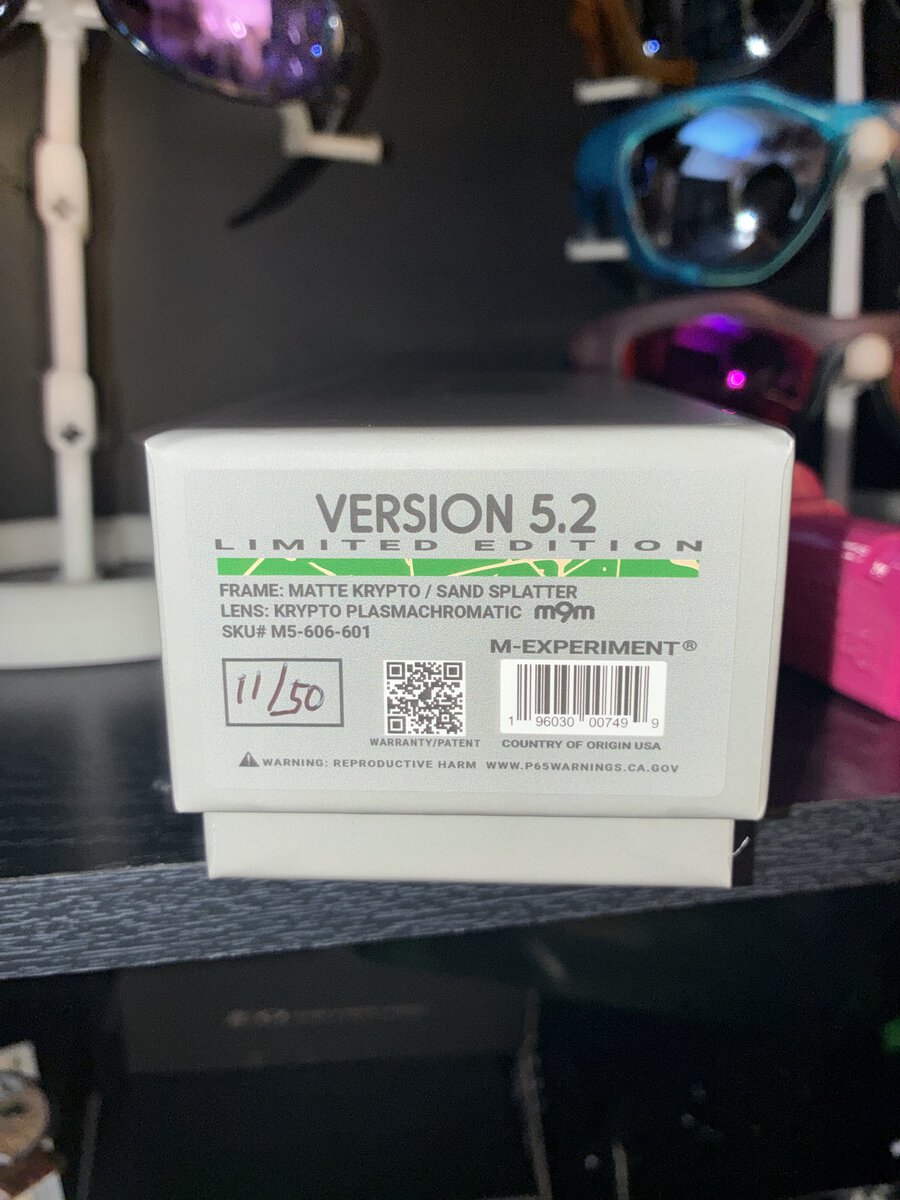 VERSION 5.2
LIMITED EDITION
FRAME: MATTE KRYPTO / SAND SPLATTER
LENS: KRYPTO PLASMACHROMATIC m9m
SKU# M5-606-601
M-EXPERIMENT®
11/50
1 96030 00749 9
WARRANTY/PATENT
COUNTRY OF ORIGIN USA
WARNING: REPRODUCTIVE HARM WWW.P65WARNINGS.CA.GOV